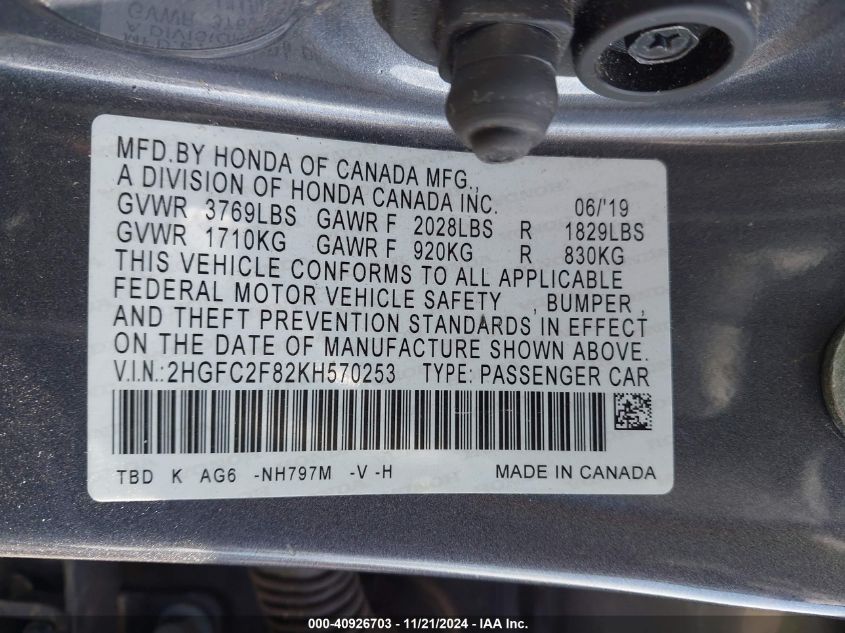 MFD.BY HONDA OF CANADA MFG.,
A DIVISION OF HONDA CANADA INC. 06/'19
GVWR 3769LBS GAWR F 2028LBS R 1829LBS
GVWR 1710KG GAWR F 920KG R 830KG
THIS VEHICLE CONFORMS TO ALL APPLICABLE
FEDERAL MOTOR VEHICLE SAFETY , BUMPER ,
AND THEFT PREVENTION STANDARDS IN EFFECT
ON THE DATE OF MANUFACTURE SHOWN ABOVE.
V.I.N.: 2HGFC2F82KH570253 TYPE: PASSENGER CAR
TBD K AG6 -NH797M -V -H MADE IN CANADA
000-40926703 - 11/21/2024 - © IAA Inc.